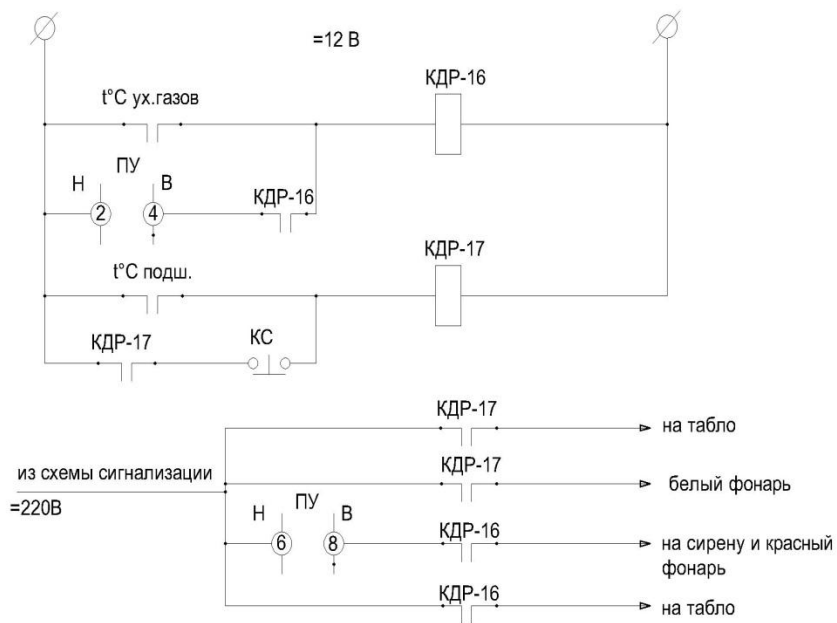 =12 В
КДР-16
t°C ух.газов
ПУ
Н В
КДР-16
2 4
КДР-17
t°C подш.
КДР-17 КС
КДР-17
на табло
из схемы сигнализации
КДР-17
белый фонарь
=220В
ПУ
Н В
КДР-16
6 8
на сирену и красный
фонарь
КДР-16
на табло